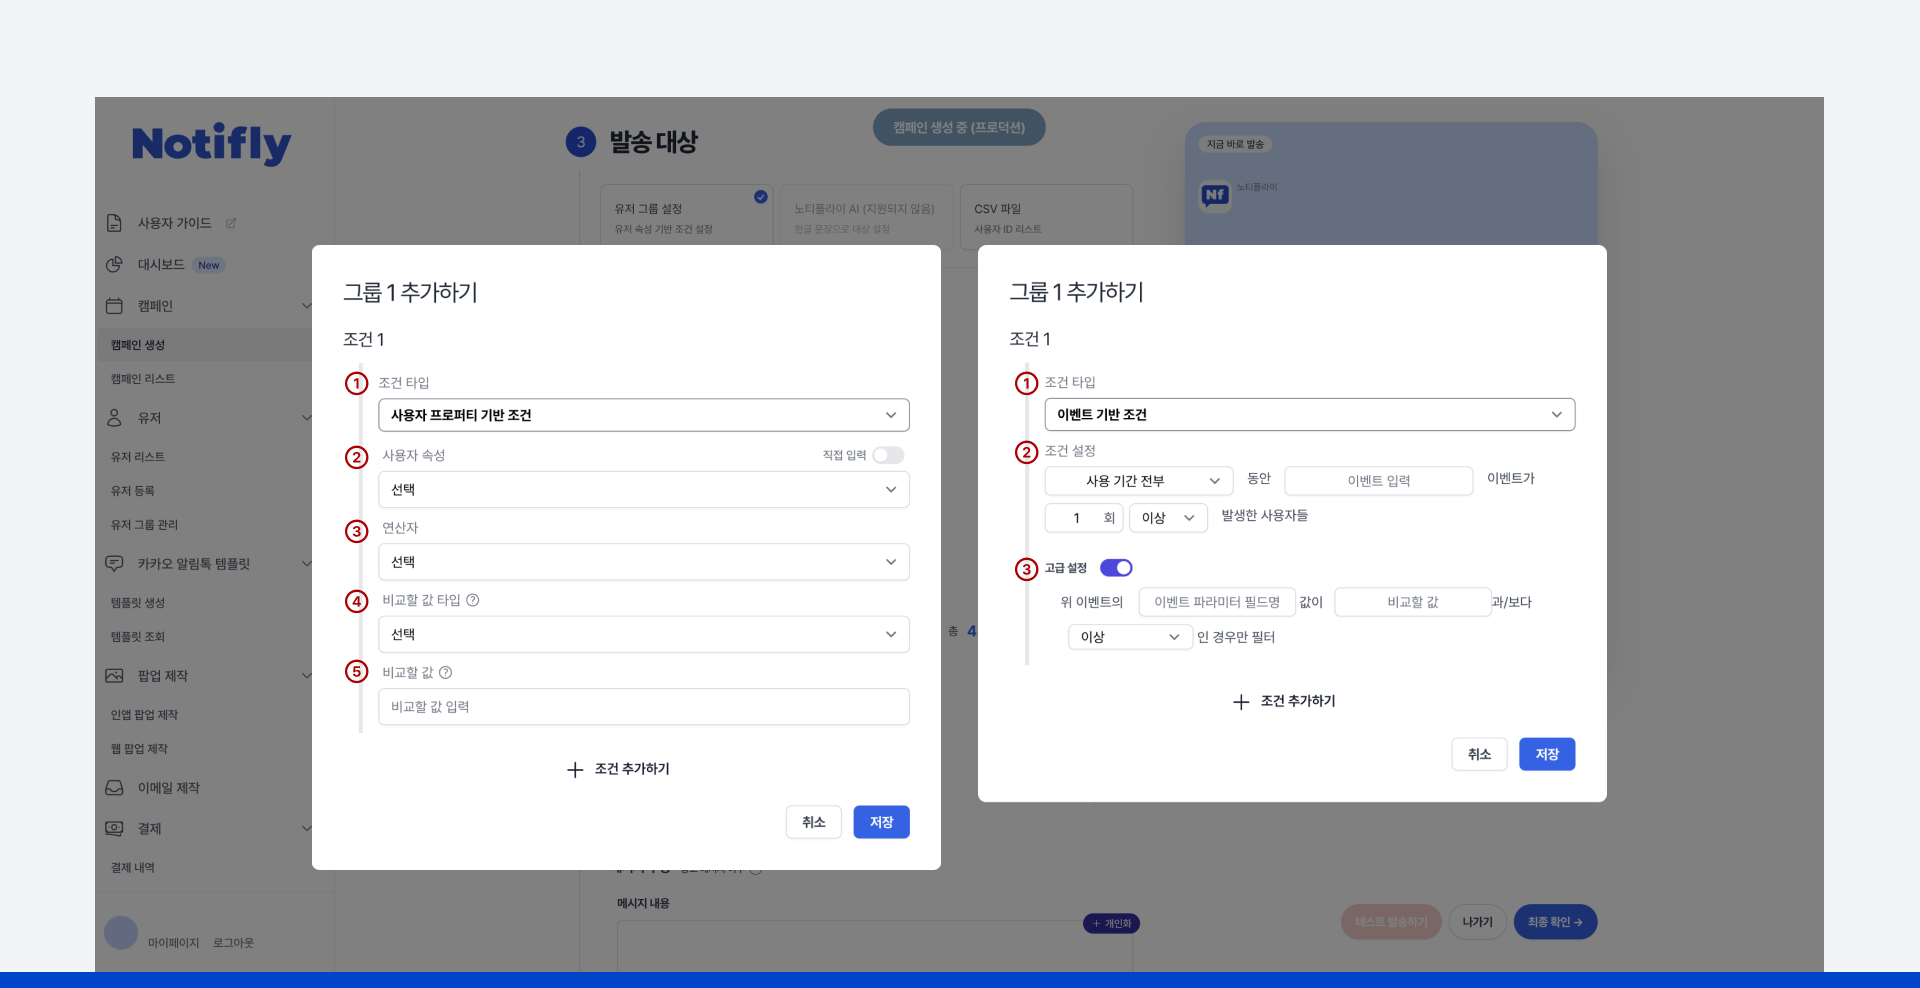 Notifly
사용자 가이드
대시보드 New
캠페인
캠페인 생성
캠페인 리스트
유저
유저 리스트
유저 등록
유저 그룹 관리
카카오 알림톡 템플릿
템플릿 생성
템플릿 조회
팝업 제작
인앱 팝업 제작
웹 팝업 제작
이메일 제작
결제
결제 내역
마이페이지 로그아웃
캠페인 생성 중 (프로덕션)
3 발송 대상
유저 그룹 설정
유저 속성 기반 조건 설정
노티플라이 AI (지원되지 않음)
한글 문장으로 대상 설정
CSV 파일
사용자 ID 리스트
지금 바로 발송
Nf 노티플라이
그룹 1 추가하기
조건 1
1 조건 타입
사용자 프로퍼티 기반 조건
2 사용자 속성 직접 입력
선택
3 연산자
선택
4 비교할 값 타입 ?
선택
5 비교할 값 ?
비교할 값 입력
+ 조건 추가하기
취소 저장
총 4
그룹 1 추가하기
조건 1
1 조건 타입
이벤트 기반 조건
2 조건 설정
사용 기간 전부 동안 이벤트 입력 이벤트가
1 회 이상 발생한 사용자들
3 고급 설정
위 이벤트의 이벤트 파라미터 필드명 값이 비교할 값 과/보다
이상 인 경우만 필터
+ 조건 추가하기
취소 저장
메시지 내용
+ 개인화
테스트 발송하기 나가기 최종 확인 →